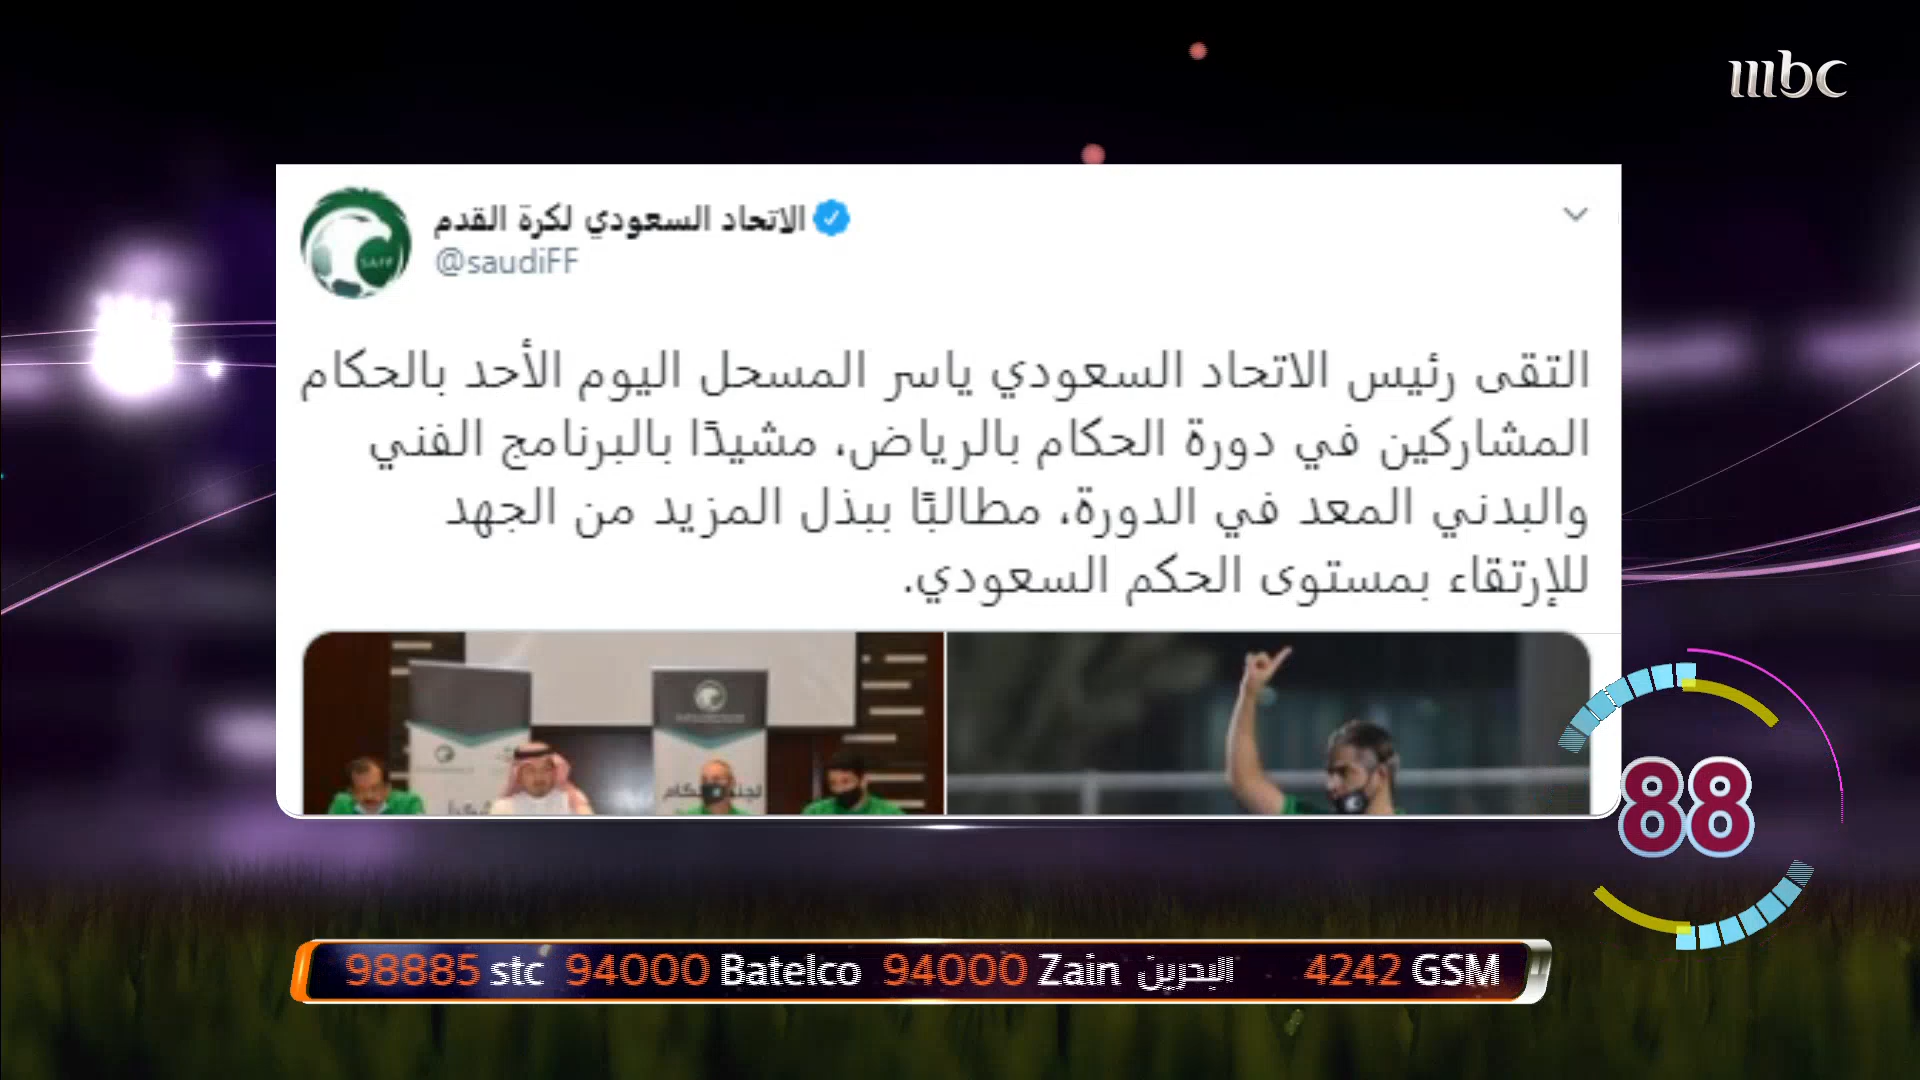 mbc
الاتحاد السعودي لكرة القدم
@saudiFF
التقى رئيس الاتحاد السعودي ياسر المسحل اليوم الأحد بالحكام
المشاركين في دورة الحكام بالرياض، مشيدًا بالبرنامج الفني
والبدني المعد في الدورة، مطالبًا ببذل المزيد من الجهد
للإرتقاء بمستوى الحكم السعودي.
88
98885 stc 94000 Batelco 94000 Zain البحرين 4242 GSM